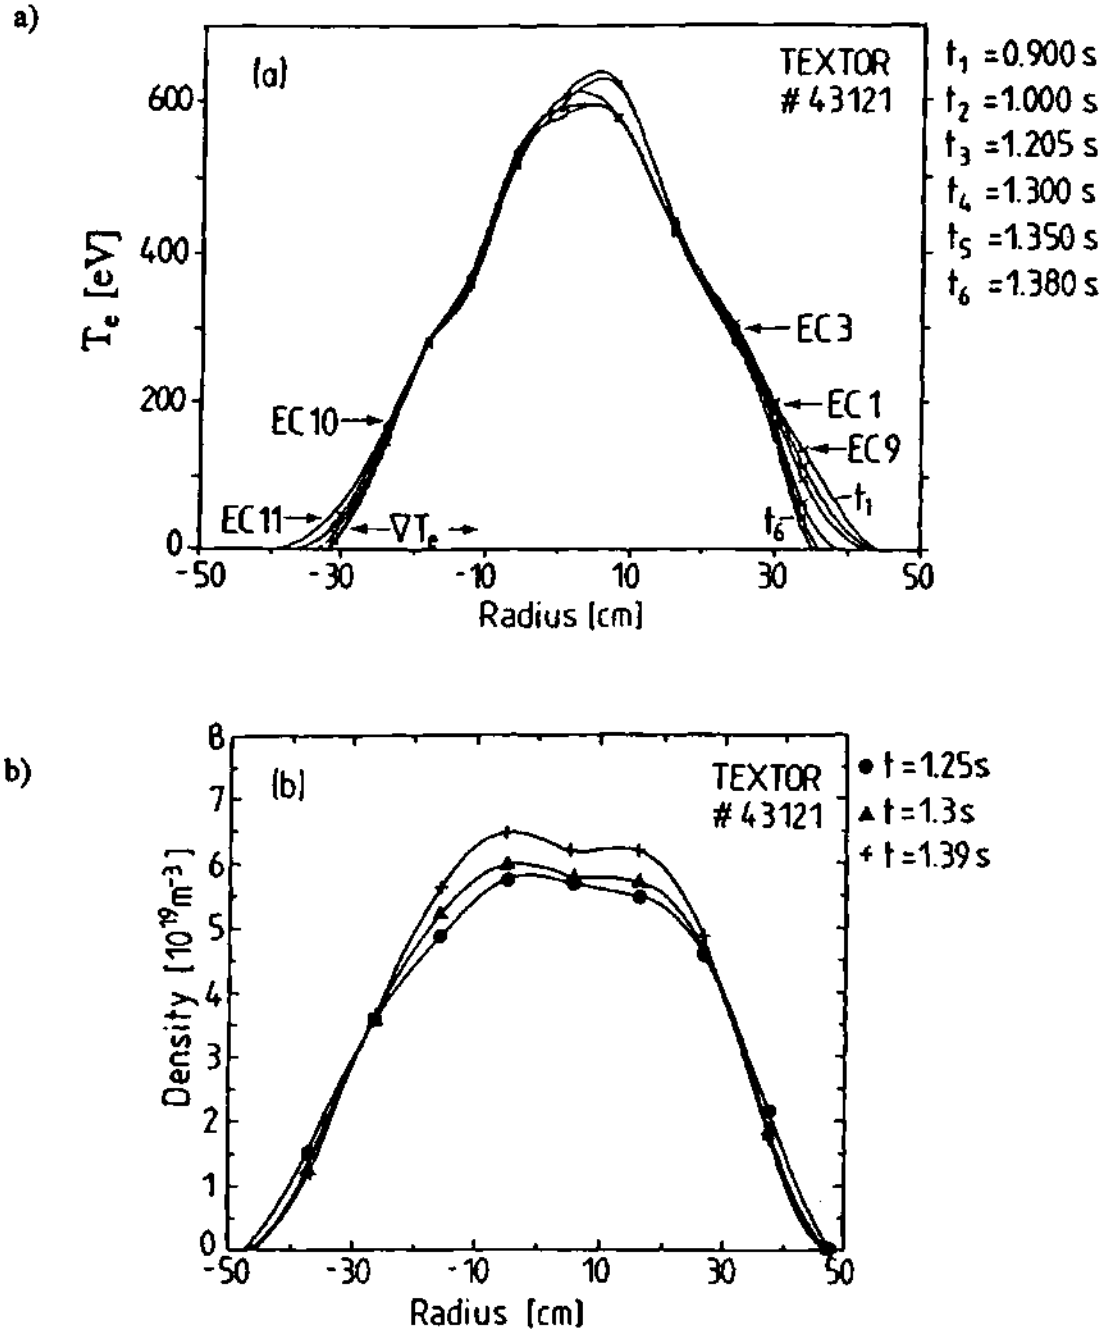 a)
(a)
TEXTOR
# 43121
t1 =0.900 s
t2 =1.000 s
t3 =1.205 s
t4 =1.300 s
t5 =1.350 s
t6 =1.380 s
600
400
200
0
Te [eV]
EC3
EC1
EC9
EC10
EC11
∇Te
t1
t6
-50
-30
-10
10
30
50
Radius [cm]
b)
(b)
TEXTOR
# 43121
t=1.25s
t=1.3s
t=1.39s
8
7
6
5
4
3
2
1
0
Density [10^19 m^-3]
-50
-30
-10
10
30
50
Radius [cm]